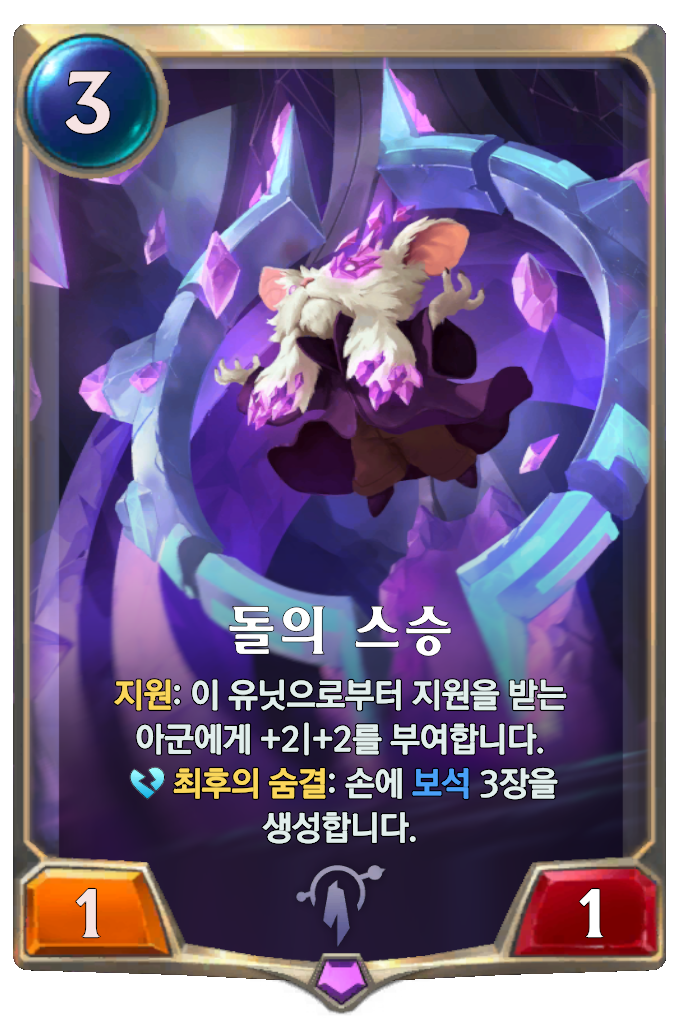 3
돌의 스승
지원: 이 유닛으로부터 지원을 받는
아군에게 +2|+2를 부여합니다.
최후의 숨결: 손에 보석 3장을
생성합니다.
1
1